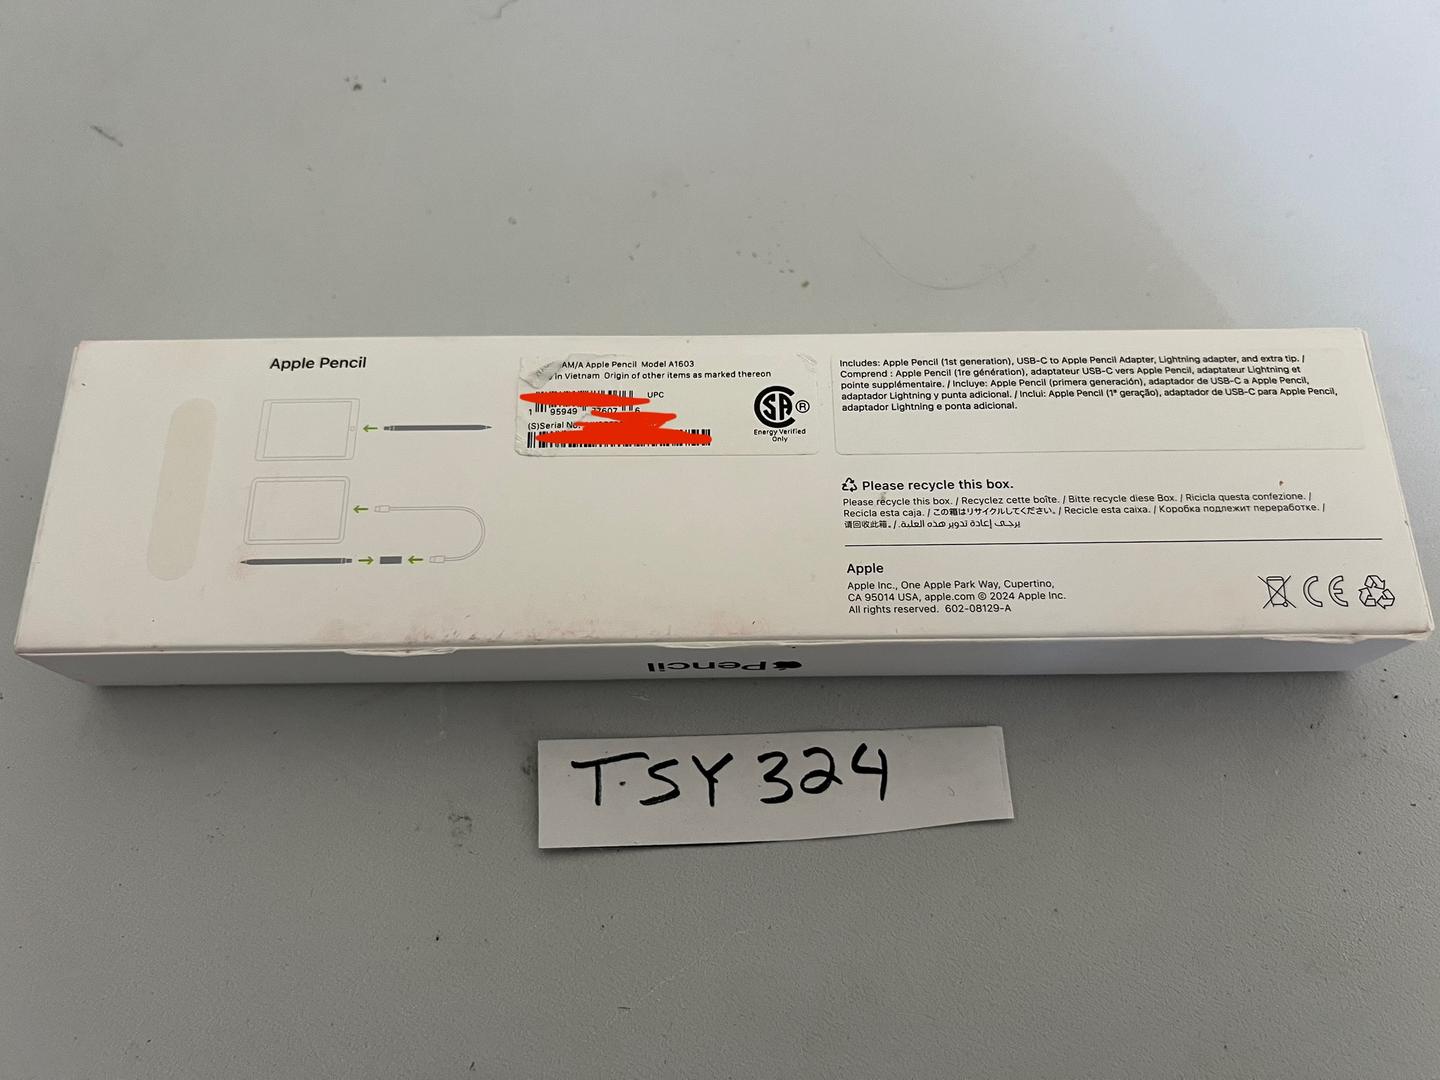 Apple Pencil
AM/A Apple Pencil Model A1603
in Vietnam Origin of other items as marked thereon
UPC
1 95949 37607 6
(S)Serial No.
SA ®
Energy Verified
Only
Includes: Apple Pencil (1st generation), USB-C to Apple Pencil Adapter, Lightning adapter, and extra tip. /
Comprend : Apple Pencil (1re génération), adaptateur USB-C vers Apple Pencil, adaptateur Lightning et
pointe supplémentaire. / Incluye: Apple Pencil (primera generación), adaptador de USB-C a Apple Pencil,
adaptador Lightning y punta adicional. / Inclui: Apple Pencil (1ª geração), adaptador de USB-C para Apple Pencil,
adaptador Lightning e ponta adicional.
Please recycle this box.
Please recycle this box. / Recyclez cette boîte. / Bitte recycle diese Box. / Ricicla questa confezione. /
Recicla esta caja. / この箱はリサイクルしてください。/ Recicle esta caixa. / Коробка подлежит переработке. /
请回收此箱。/ يرجى إعادة تدوير هذه العلبة.
Apple
Apple Inc., One Apple Park Way, Cupertino,
CA 95014 USA, apple.com © 2024 Apple Inc.
All rights reserved. 602-08129-A
CE
Pencil
T.SY 324